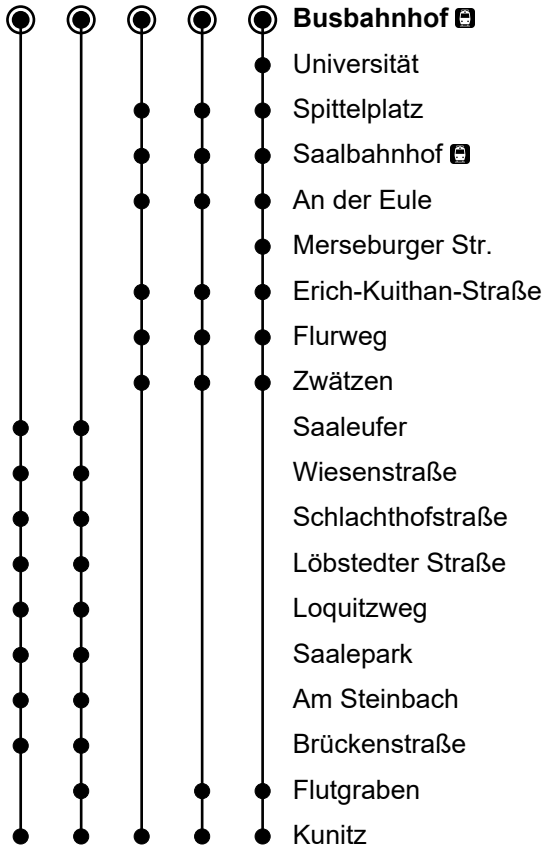 Busbahnhof
Universität
Spittelplatz
Saalbahnhof
An der Eule
Merseburger Str.
Erich-Kuithan-Straße
Flurweg
Zwätzen
Saaleufer
Wiesenstraße
Schlachthofstraße
Löbstedter Straße
Loquitzweg
Saalepark
Am Steinbach
Brückenstraße
Flutgraben
Kunitz